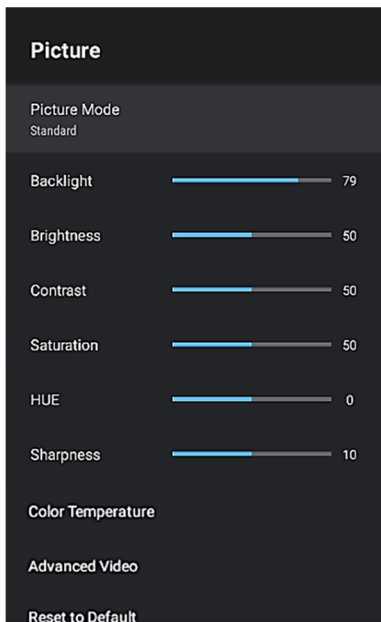 Picture
Picture Mode
Standard
Backlight 79
Brightness 50
Contrast 50
Saturation 50
HUE 0
Sharpness 10
Color Temperature
Advanced Video
Reset to Default